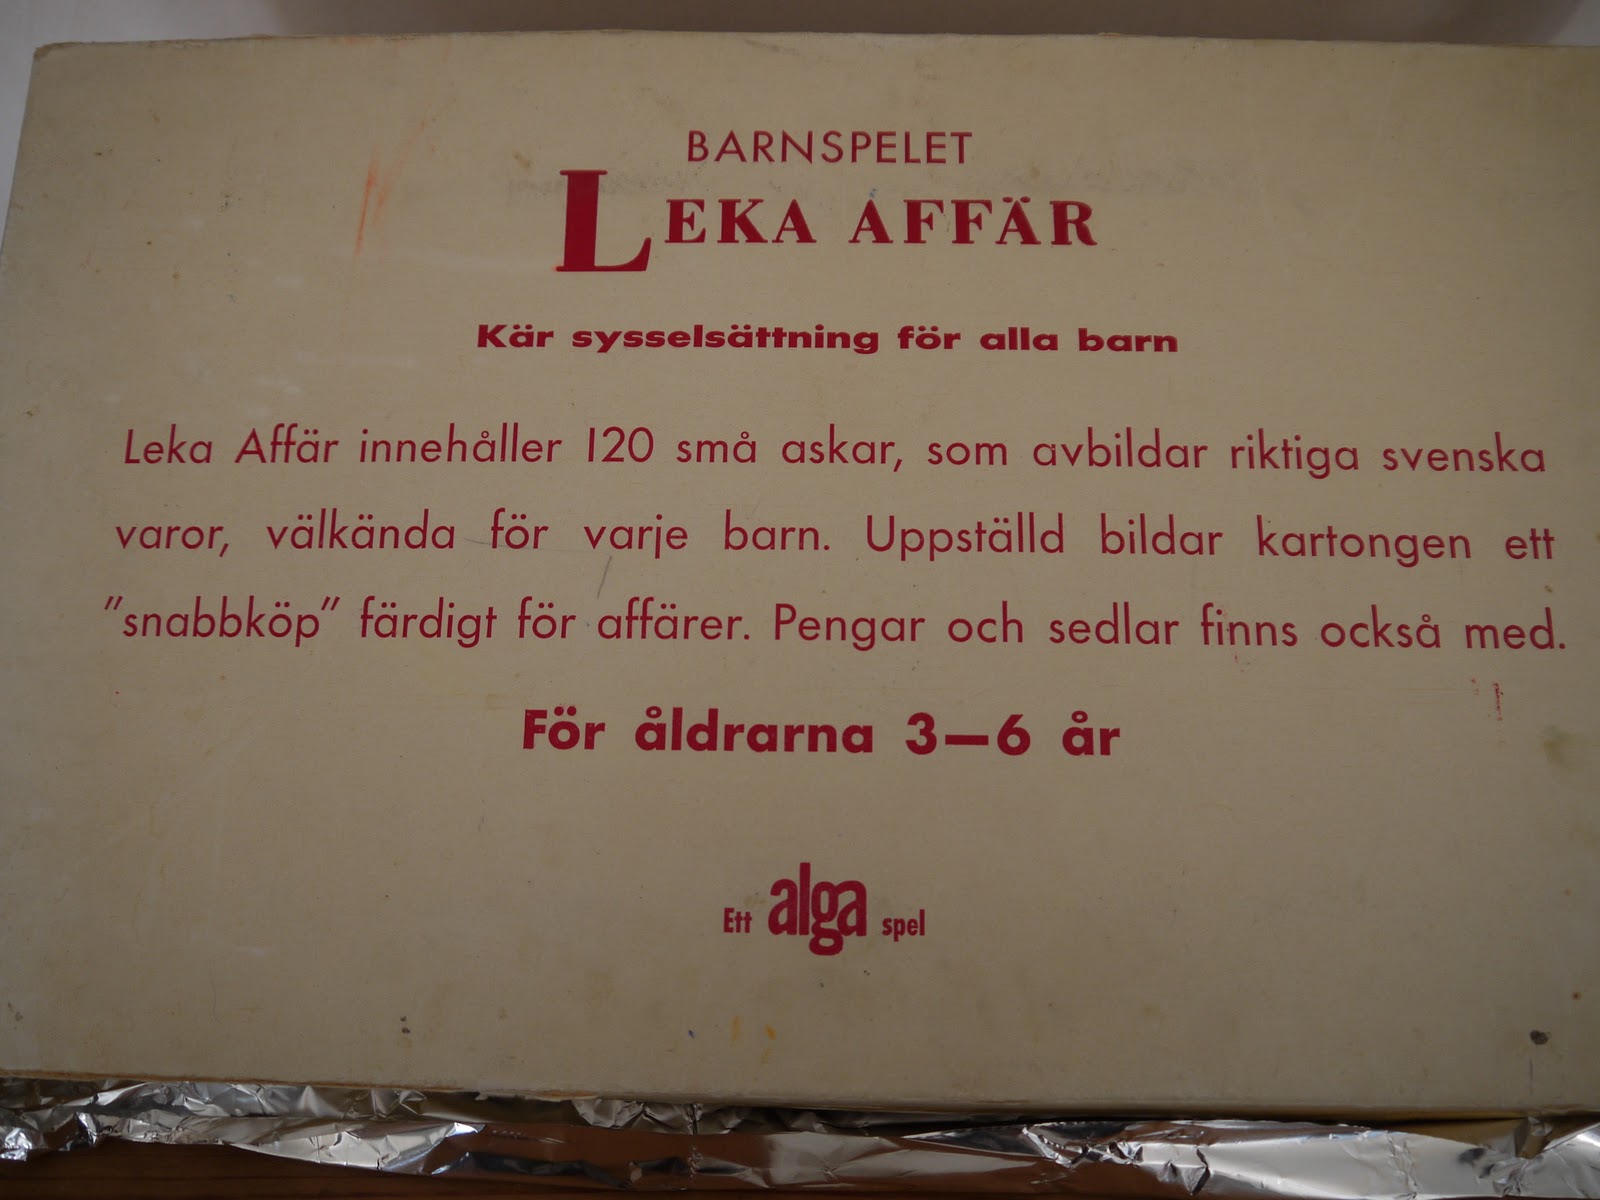 BARNSPELET
LEKA AFFÄR
Kär sysselsättning för alla barn
Leka Affär innehåller 120 små askar, som avbildar riktiga svenska
varor, välkända för varje barn. Uppställd bildar kartongen ett
”snabbköp” färdigt för affärer. Pengar och sedlar finns också med.
För åldrarna 3—6 år
Ett alga spel